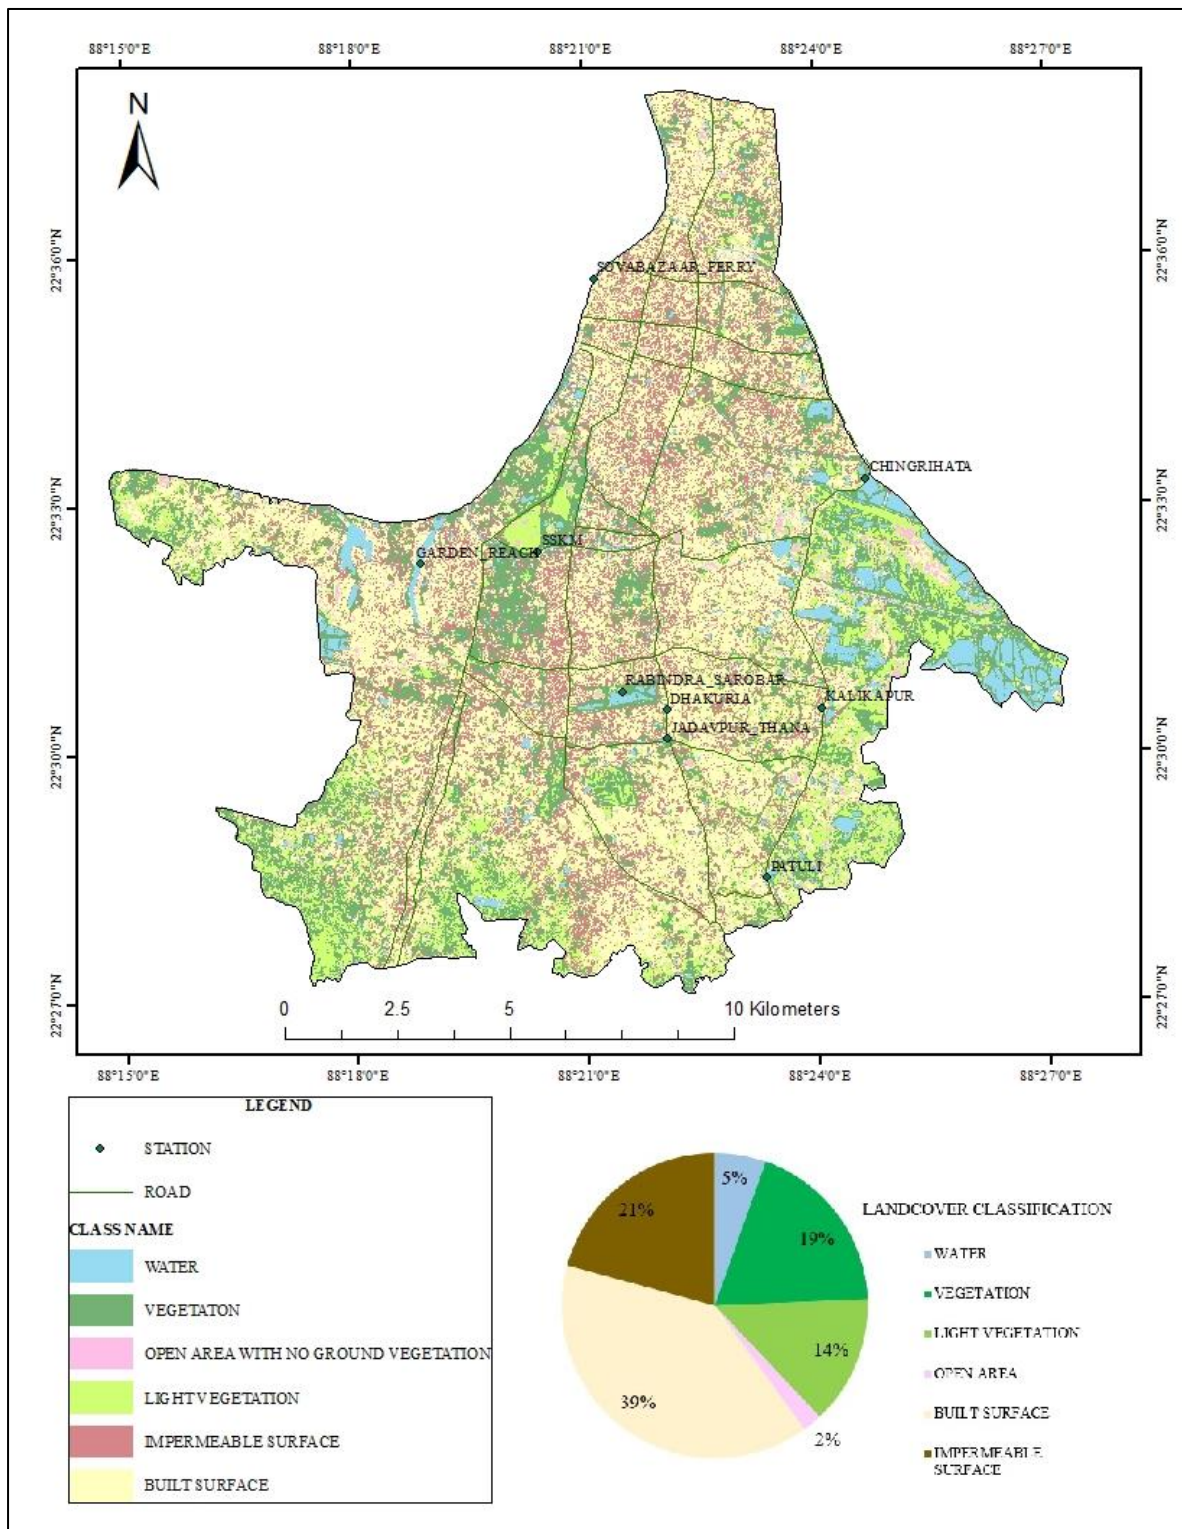 88°15'0"E 88°18'0"E 88°21'0"E 88°24'0"E 88°27'0"E
N
22°36'0"N
22°36'0"N
SOVABAZAAR_FERRY
CHINGRIHATA
22°33'0"N
22°33'0"N
SSKM
GARDEN_REACH
RABINDRA_SAROBAR
DHAKURIA
KALIKAPUR
JADAVPUR_THANA
22°30'0"N
22°30'0"N
PATULI
22°27'0"N
22°27'0"N
0 2.5 5 10 Kilometers
88°15'0"E 88°18'0"E 88°21'0"E 88°24'0"E 88°27'0"E
LEGEND
STATION
ROAD
CLASS NAME
WATER
VEGETATON
OPEN AREA WITH NO GROUND VEGETATION
LIGHT VEGETATION
IMPERMEABLE SURFACE
BUILT SURFACE
5%
19%
14%
2%
39%
21%
LANDCOVER CLASSIFICATION
WATER
VEGETATION
LIGHT VEGETATION
OPEN AREA
BUILT SURFACE
IMPERMEABLE
SURFACE